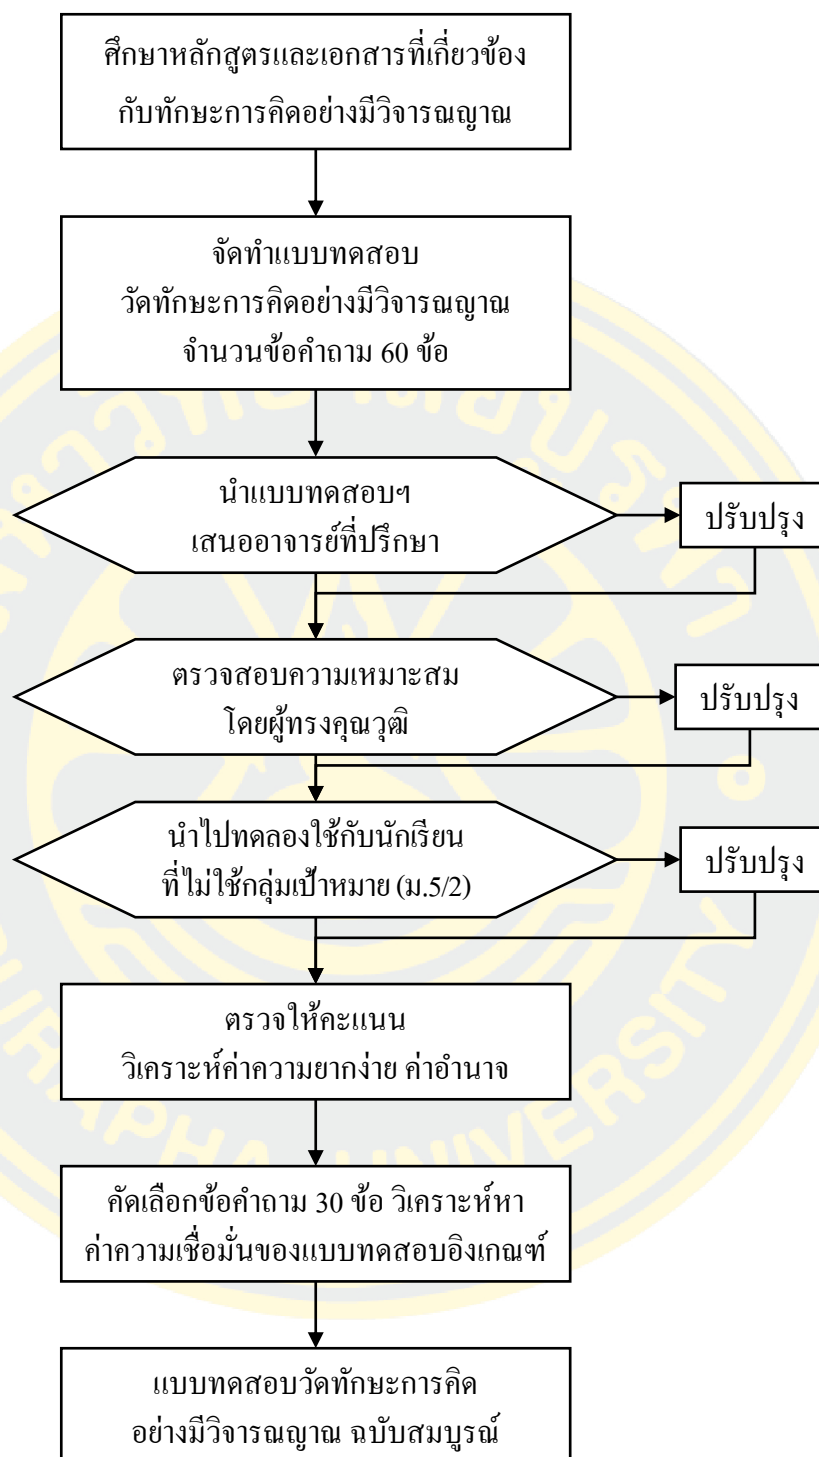 ศึกษาหลักสูตรและเอกสารที่เกี่ยวข้อง
กับทักษะการคิดอย่างมีวิจารณญาณ
จัดทำแบบทดสอบ
วัดทักษะการคิดอย่างมีวิจารณญาณ
จำนวนข้อคำถาม 60 ข้อ
นำแบบทดสอบฯ
เสนออาจารย์ที่ปรึกษา
ปรับปรุง
ตรวจสอบความเหมาะสม
โดยผู้ทรงคุณวุฒิ
ปรับปรุง
นำไปทดลองใช้กับนักเรียน
ที่ไม่ใช้กลุ่มเป้าหมาย (ม.5/2)
ปรับปรุง
ตรวจให้คะแนน
วิเคราะห์ค่าความยากง่าย ค่าอำนาจ
คัดเลือกข้อคำถาม 30 ข้อ วิเคราะห์หา
ค่าความเชื่อมั่นของแบบทดสอบอิงเกณฑ์
แบบทดสอบวัดทักษะการคิด
อย่างมีวิจารณญาณ ฉบับสมบูรณ์
มหาวิทยาลัยบูรพา
BURAPHA UNIVERSITY